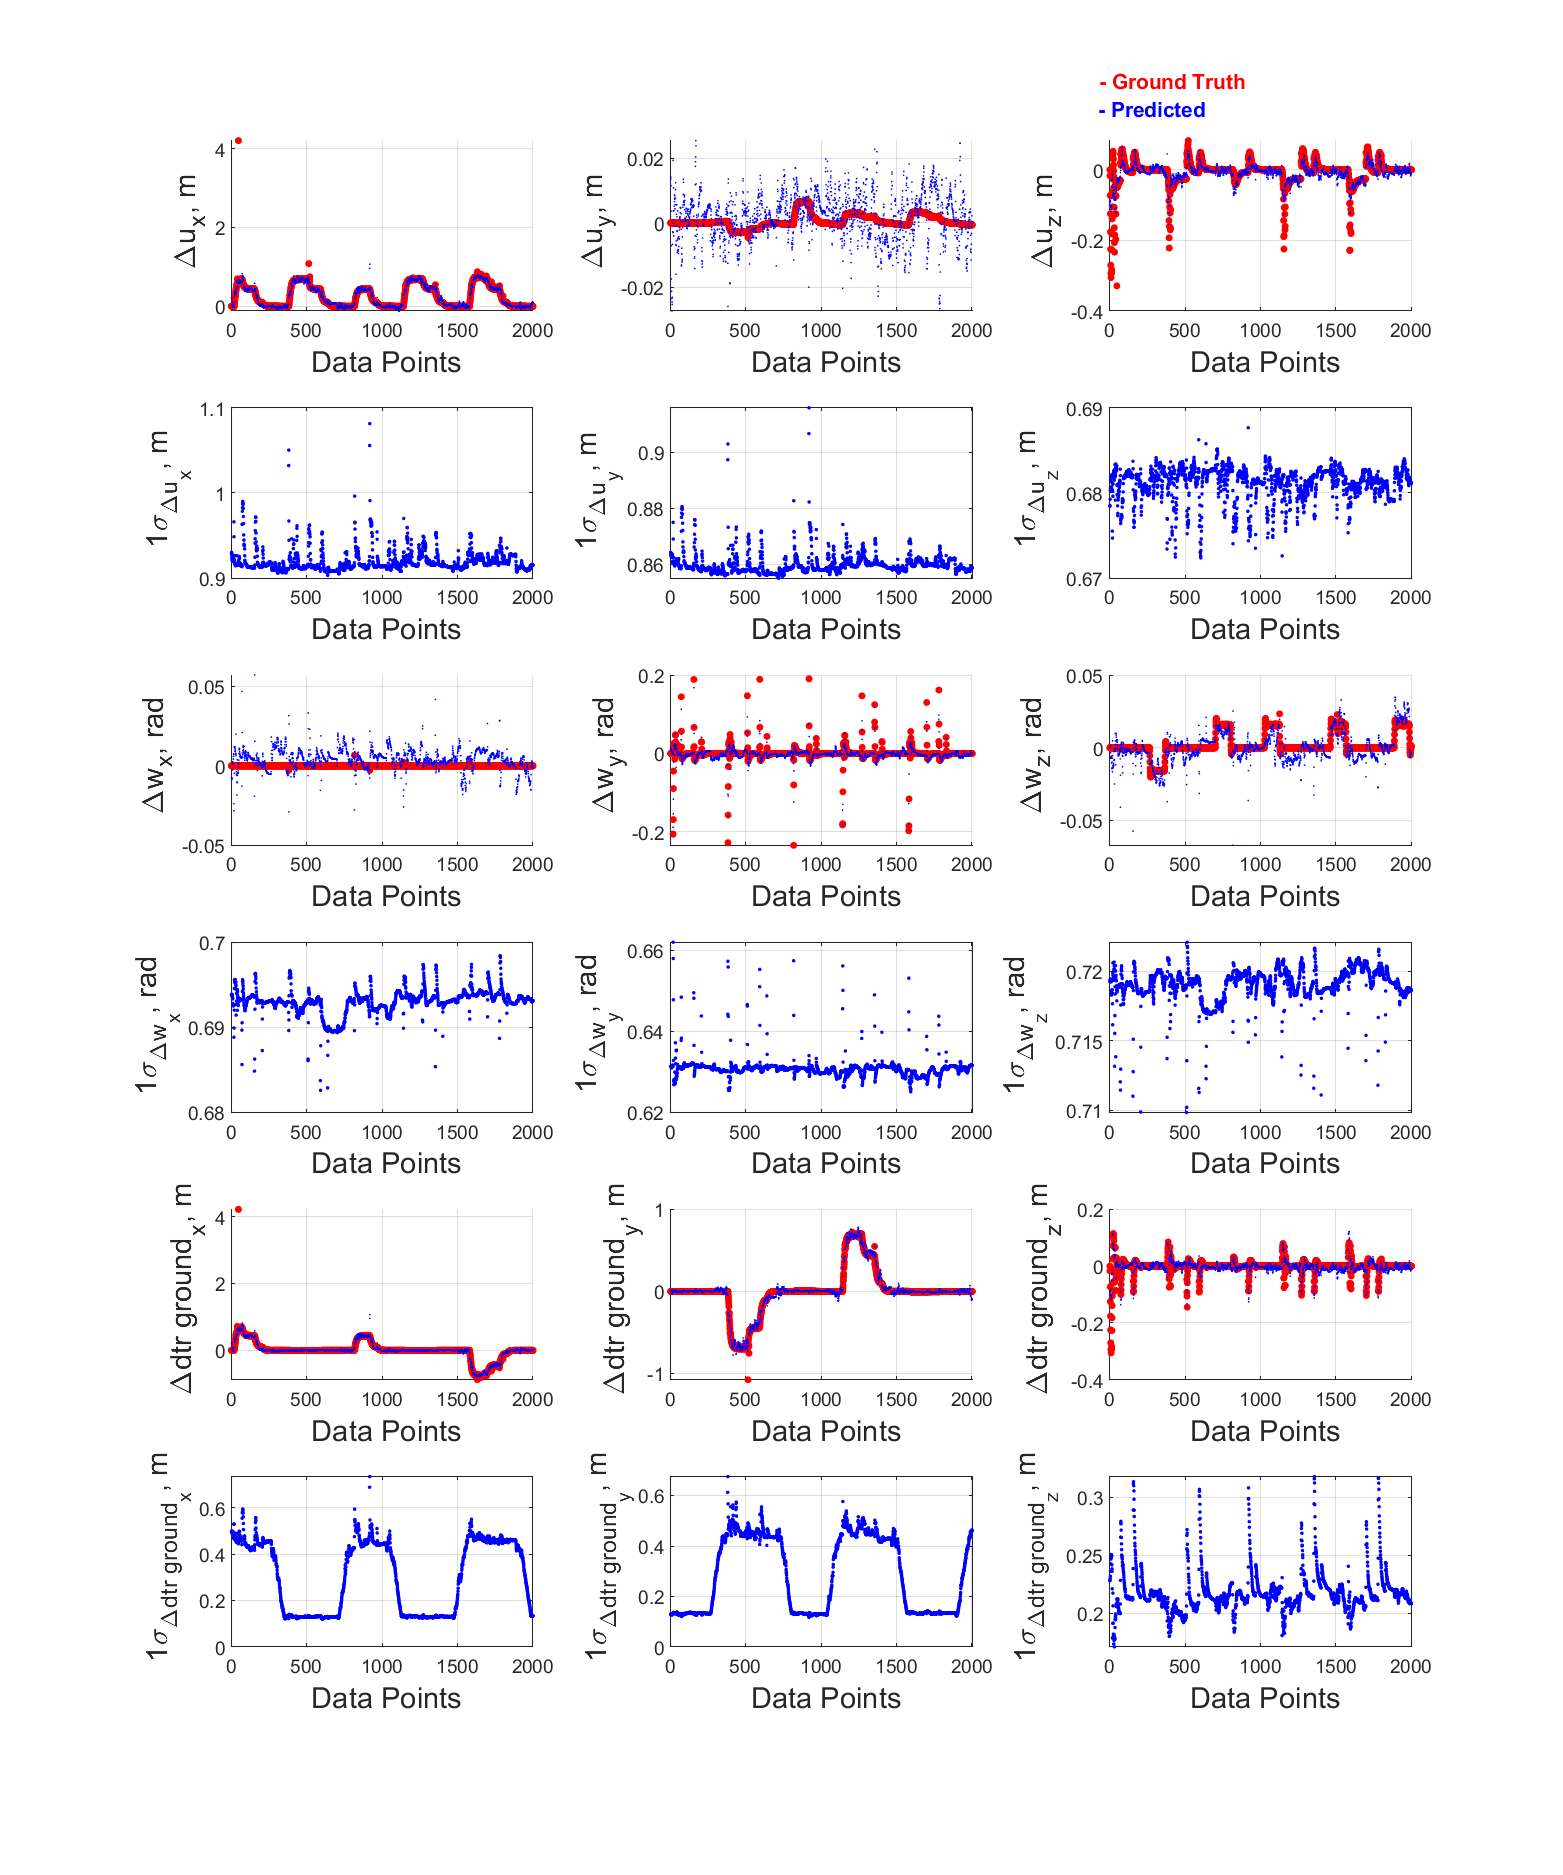 - Ground Truth
- Predicted
Δu_x, m
4
2
0
0 500 1000 1500 2000
Data Points
Δu_y, m
0.02
0
-0.02
0 500 1000 1500 2000
Data Points
Δu_z, m
0
-0.2
-0.4
0 500 1000 1500 2000
Data Points
1σ_Δu_x, m
1.1
1
0.9
0 500 1000 1500 2000
Data Points
1σ_Δu_y, m
0.9
0.88
0.86
0 500 1000 1500 2000
Data Points
1σ_Δu_z, m
0.69
0.68
0.67
0 500 1000 1500 2000
Data Points
Δw_x, rad
0.05
0
-0.05
0 500 1000 1500 2000
Data Points
Δw_y, rad
0.2
0
-0.2
0 500 1000 1500 2000
Data Points
Δw_z, rad
0.05
0
-0.05
0 500 1000 1500 2000
Data Points
1σ_Δw_x, rad
0.7
0.69
0.68
0 500 1000 1500 2000
Data Points
1σ_Δw_y, rad
0.66
0.64
0.62
0 500 1000 1500 2000
Data Points
1σ_Δw_z, rad
0.72
0.715
0.71
0 500 1000 1500 2000
Data Points
Δdtr ground_x, m
4
2
0
0 500 1000 1500 2000
Data Points
Δdtr ground_y, m
1
0
-1
0 500 1000 1500 2000
Data Points
Δdtr ground_z, m
0.2
0
-0.2
-0.4
0 500 1000 1500 2000
Data Points
1σ_Δdtr ground_x, m
0.6
0.4
0.2
0
0 500 1000 1500 2000
Data Points
1σ_Δdtr ground_y, m
0.6
0.4
0.2
0
0 500 1000 1500 2000
Data Points
1σ_Δdtr ground_z, m
0.3
0.25
0.2
0 500 1000 1500 2000
Data Points